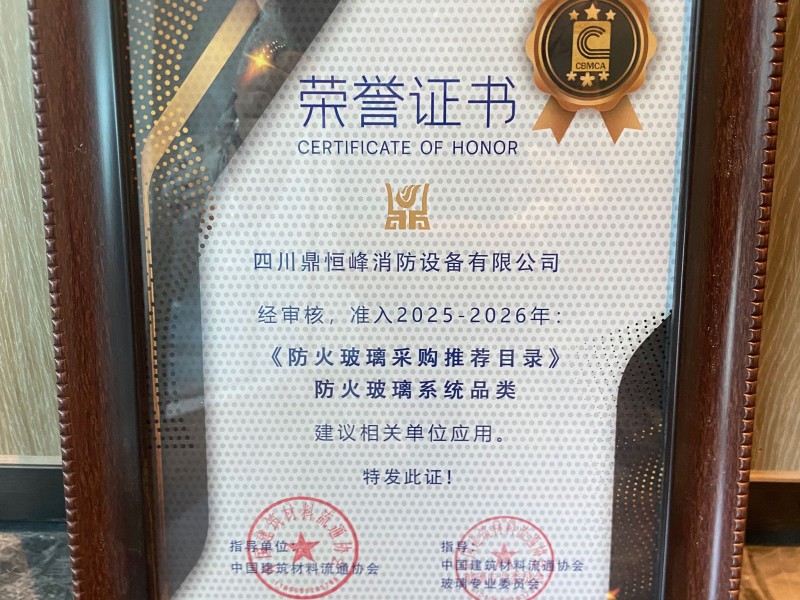 CBMCA
荣誉证书
CERTIFICATE OF HONOR
四川鼎恒峰消防设备有限公司
经审核，准入2025-2026年：
《防火玻璃采购推荐目录》
防火玻璃系统品类
建议相关单位应用。
特发此证！
指导单位：
中国建筑材料流通协会
指导：
中国建筑材料流通协会
玻璃专业委员会